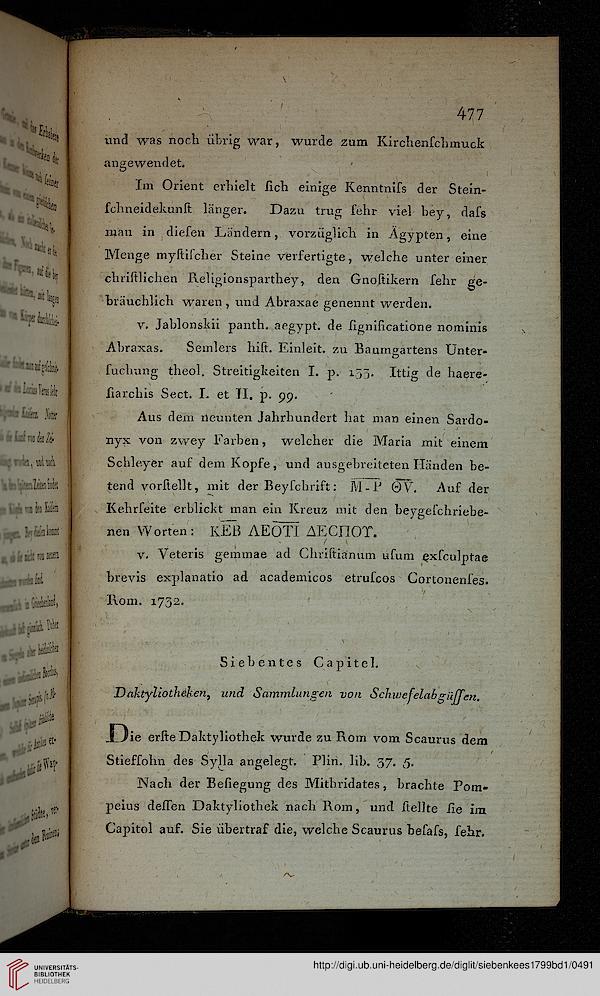 477
und was noch übrig war, wurde zum Kirchenſchmuck
angewendet.
Im Orient erhielt ſich einige Kenntniſs der Stein-
ſchneidekunſt länger. Dazu trug ſehr viel bey, daſs
man in dieſen Ländern, vorzüglich in Ägypten, eine
Menge myſtiſcher Steine verfertigte, welche unter einer
chriſtlichen Religionsparthey, den Gnoſtikern ſehr ge-
bräuchlich waren, und Abraxae genennt werden.
v. Jablonskii panth. aegypt. de ſignificatione nominis
Abraxas. Semlers hiſt. Einleit. zu Baumgartens Unter-
ſuchung theol. Streitigkeiten I. p. 153. Ittig de haere-
ſiarchis Sect. I. et II. p. 99.
Aus dem neunten Jahrhundert hat man einen Sardo-
nyx von zwey Farben, welcher die Maria mit einem
Schleyer auf dem Kopfe, und ausgebreiteten Händen be-
tend vorſtellt, mit der Beyſchrift: M-P ΘV. Auf der
Kehrſeite erblickt man ein Kreuz mit den beygeſchriebe-
nen Worten: KEB ΛEOTI ΔECΠOT.
v. Veteris gemmae ad Chriſtianum uſum exſculptae
brevis explanatio ad academicos etruſcos Cortonenſes.
Rom. 1732.
Siebentes Capitel.
Daktyliotheken, und Sammlungen von Schwefelabgüſſen.
Die erſte Daktyliothek wurde zu Rom vom Scaurus dem
Stiefſohn des Sylla angelegt. Plin. lib. 37. 5.
Nach der Beſiegung des Mithridates, brachte Pom-
peius deſſen Daktyliothek nach Rom, und ſtellte ſie im
Capitol auf. Sie übertraf die, welche Scaurus beſaſs, ſehr.
UNIVERSITÄTS-
BIBLIOTHEK
HEIDELBERG
http://digi.ub.uni-heidelberg.de/diglit/siebenkees1799bd1/0491